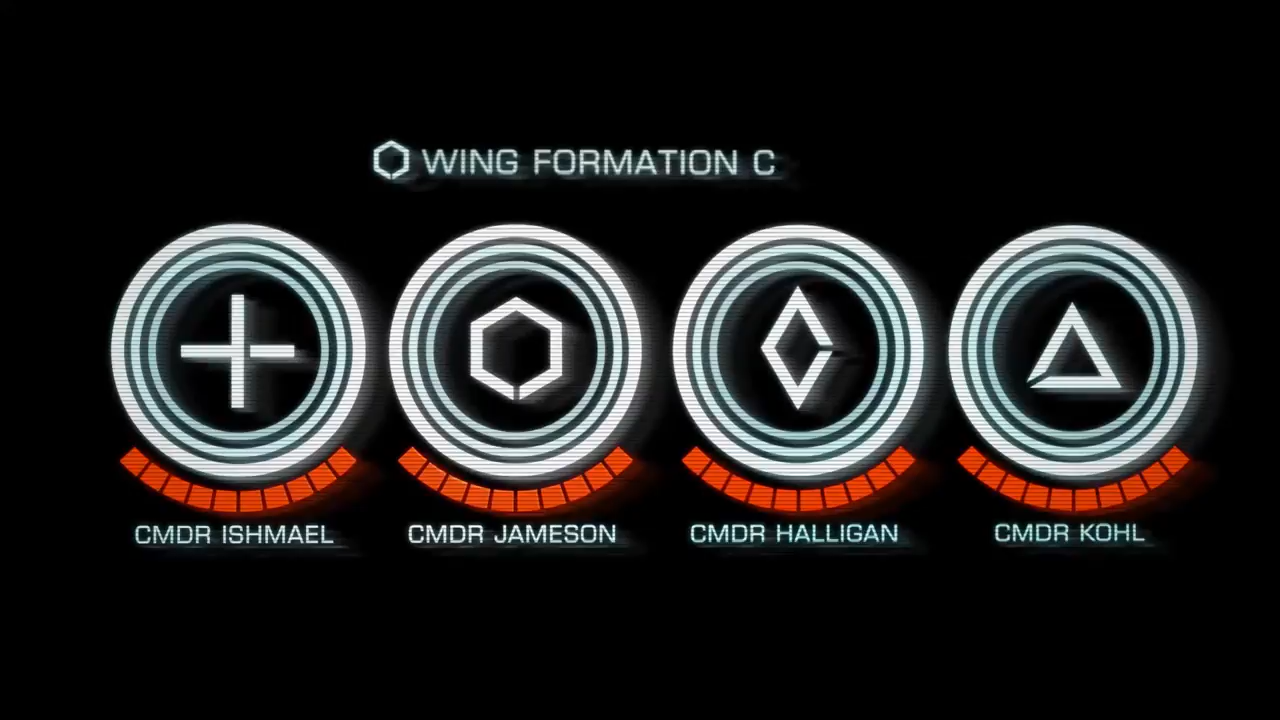 WING FORMATION C
CMDR ISHMAEL
CMDR JAMESON
CMDR HALLIGAN
CMDR KOHL